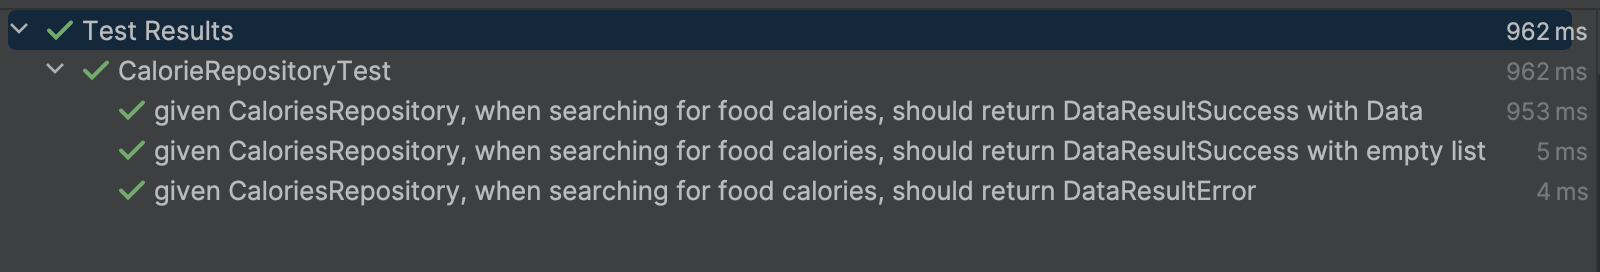 Test Results 962 ms
CalorieRepositoryTest 962 ms
given CaloriesRepository, when searching for food calories, should return DataResultSuccess with Data 953 ms
given CaloriesRepository, when searching for food calories, should return DataResultSuccess with empty list 5 ms
given CaloriesRepository, when searching for food calories, should return DataResultError 4 ms